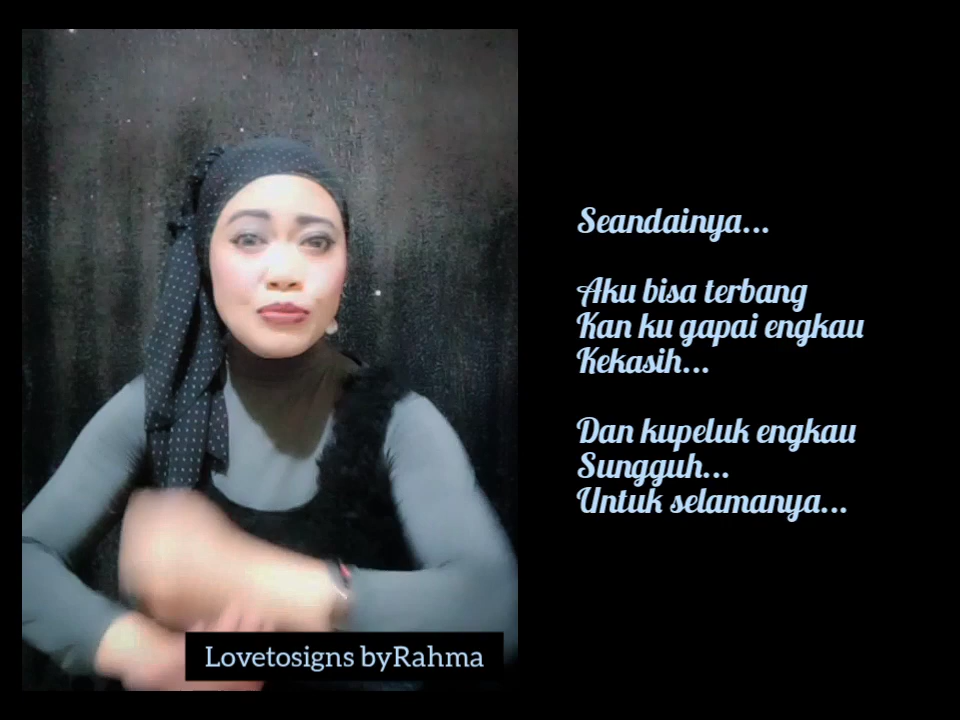 Seandainya...
Aku bisa terbang
Kan ku gapai engkau
Kekasih...
Dan kupeluk engkau
Sungguh...
Untuk selamanya...
Lovetosigns byRahma